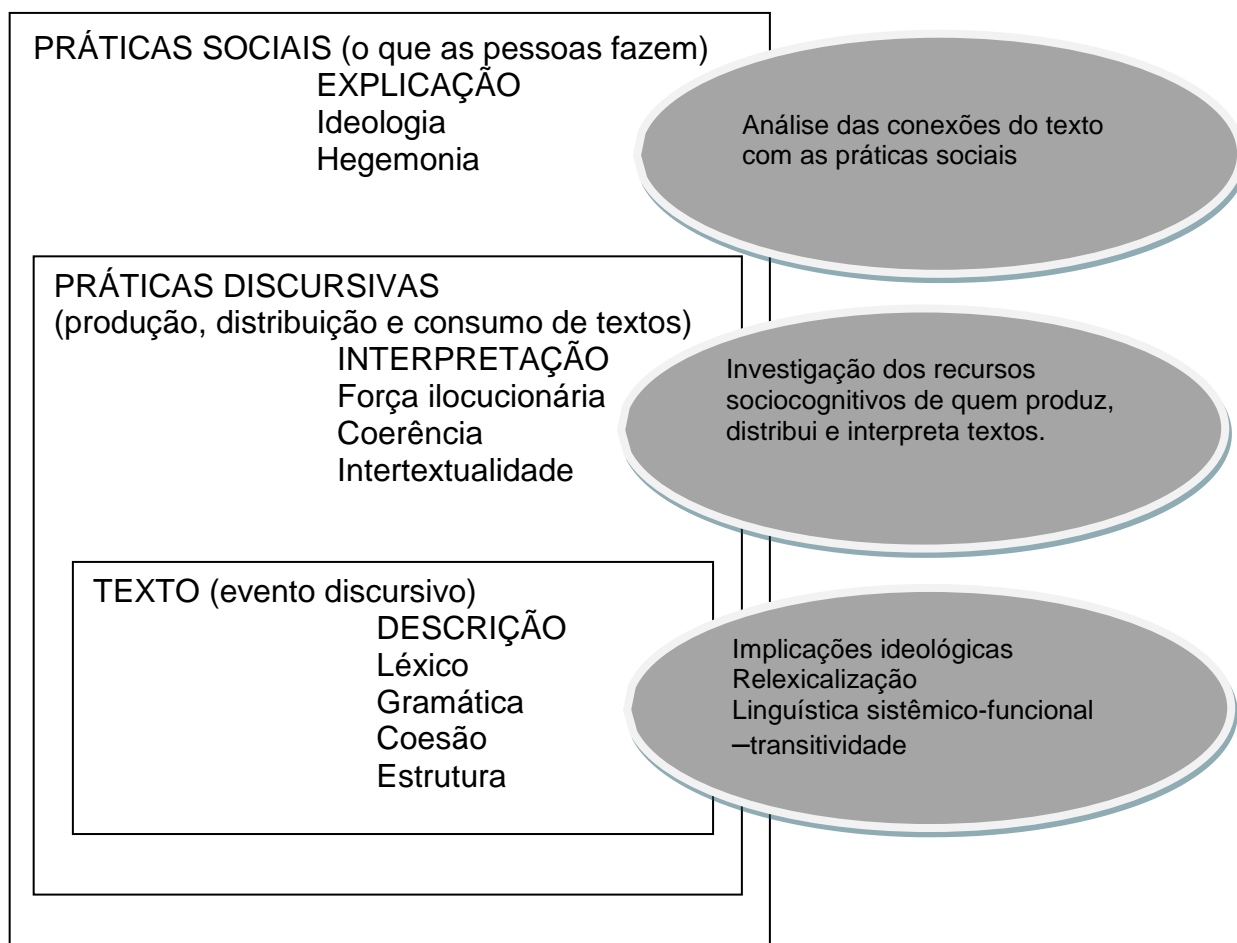 PRÁTICAS SOCIAIS (o que as pessoas fazem)
EXPLICAÇÃO
Ideologia
Hegemonia
Análise das conexões do texto
com as práticas sociais
PRÁTICAS DISCURSIVAS
(produção, distribuição e consumo de textos)
INTERPRETAÇÃO
Força ilocucionária
Coerência
Intertextualidade
Investigação dos recursos
sociocognitivos de quem produz,
distribui e interpreta textos.
TEXTO (evento discursivo)
DESCRIÇÃO
Léxico
Gramática
Coesão
Estrutura
Implicações ideológicas
Relexicalização
Linguística sistêmico-funcional
–transitividade